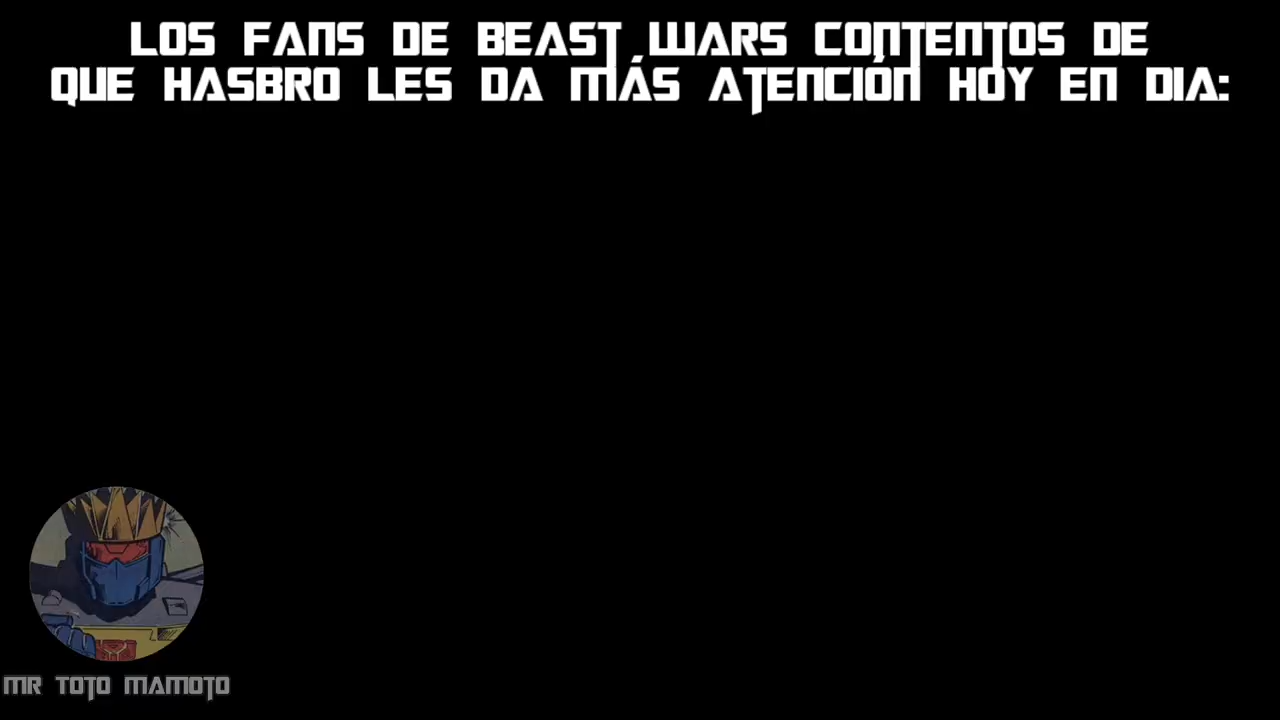 LOS FANS DE BEAST WARS CONTENTOS DE
QUE HASBRO LES DA MÁS ATENCIÓN HOY EN DIA:
MR TOTO MAMOTO